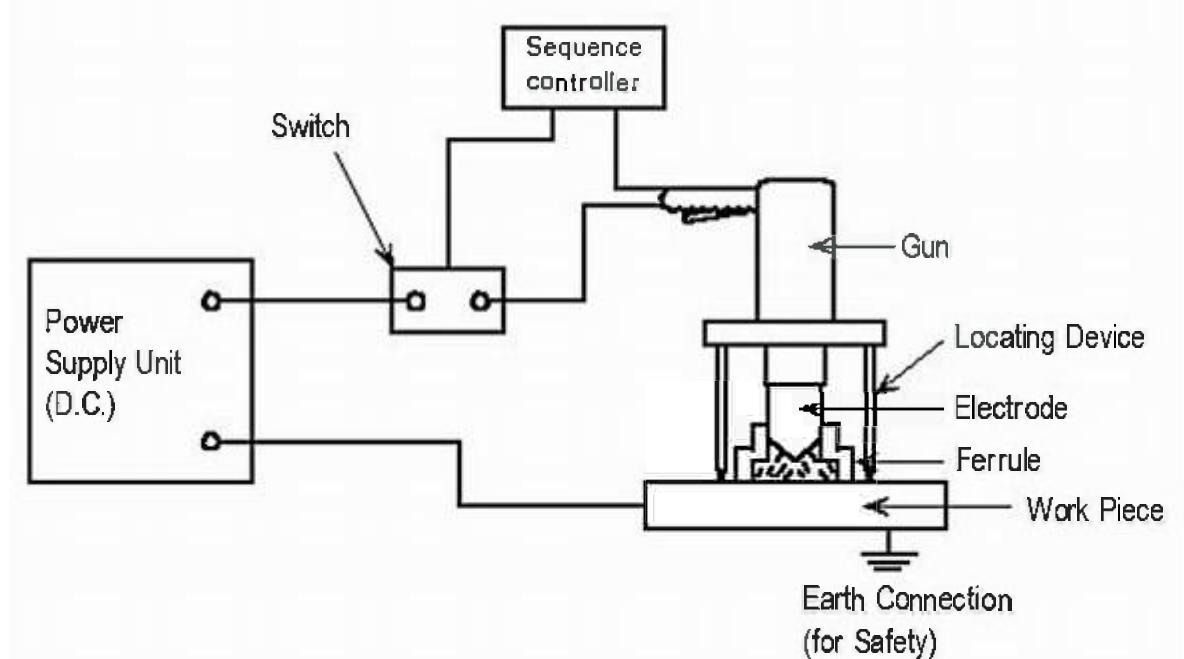 Sequence
controller
Switch
Gun
Power
Supply Unit
(D.C.)
Locating Device
Electrode
Ferrule
Work Piece
Earth Connection
(for Safety)